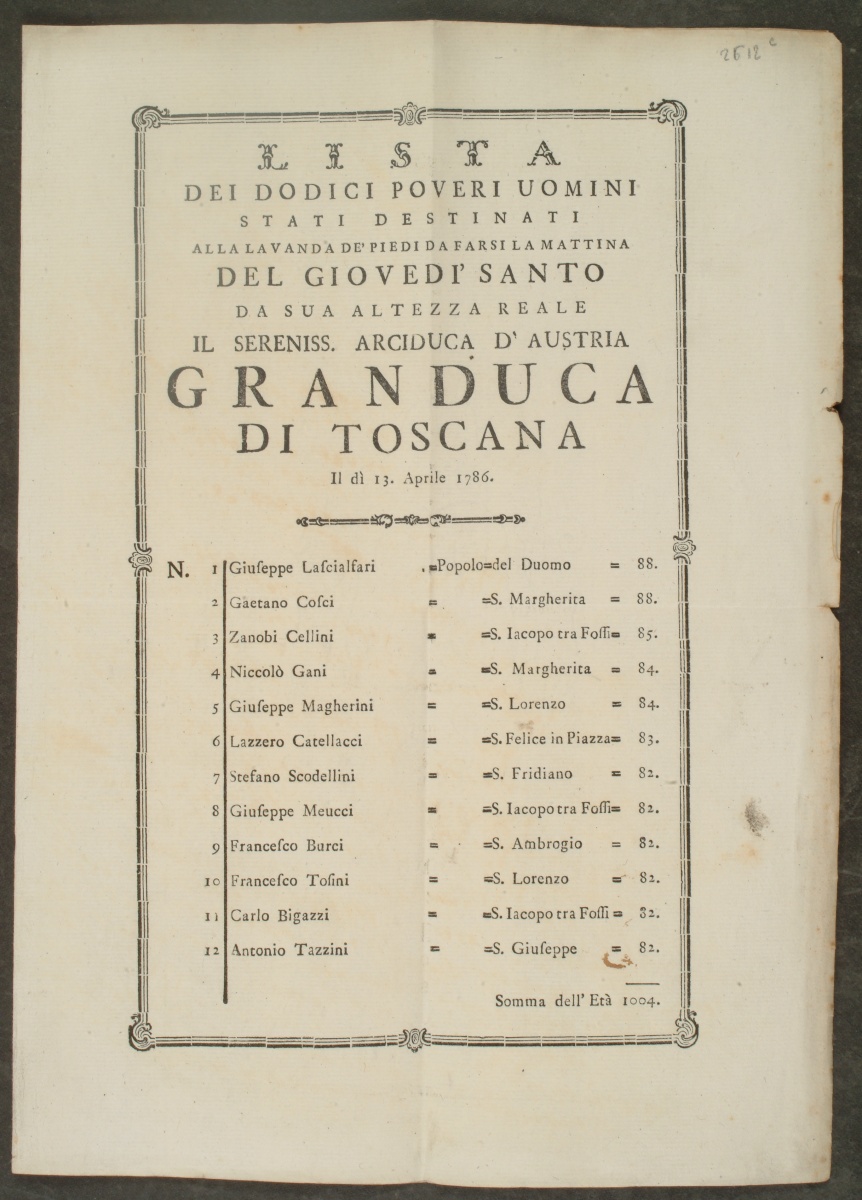 2612 c
LISTA
DEI DODICI POVERI UOMINI
STATI DESTINATI
ALLA LAVANDA DE' PIEDI DA FARSI LA MATTINA
DEL GIOVEDI' SANTO
DA SUA ALTEZZA REALE
IL SERENISS. ARCIDUCA D' AUSTRIA
GRANDUCA
DI TOSCANA
Il dì 13. Aprile 1786.
N. 1 Giuſeppe Laſcialfari =Popolo=del Duomo = 88.
2 Gaetano Coſci = =S. Margherita = 88.
3 Zanobi Cellini = =S. Iacopo tra Foſſi= 85.
4 Niccolò Gani = =S. Margherita = 84.
5 Giuſeppe Magherini = =S. Lorenzo = 84.
6 Lazzero Catellacci = =S. Felice in Piazza= 83.
7 Stefano Scodellini = =S. Fridiano = 82.
8 Giuſeppe Meucci = =S. Iacopo tra Foſſi= 82.
9 Franceſco Burci = =S. Ambrogio = 82.
10 Franceſco Toſini = =S. Lorenzo = 82.
11 Carlo Bigazzi = =S. Iacopo tra Foſſi = 82.
12 Antonio Tazzini = =S. Giuſeppe = 82.
Somma dell' Età 1004.